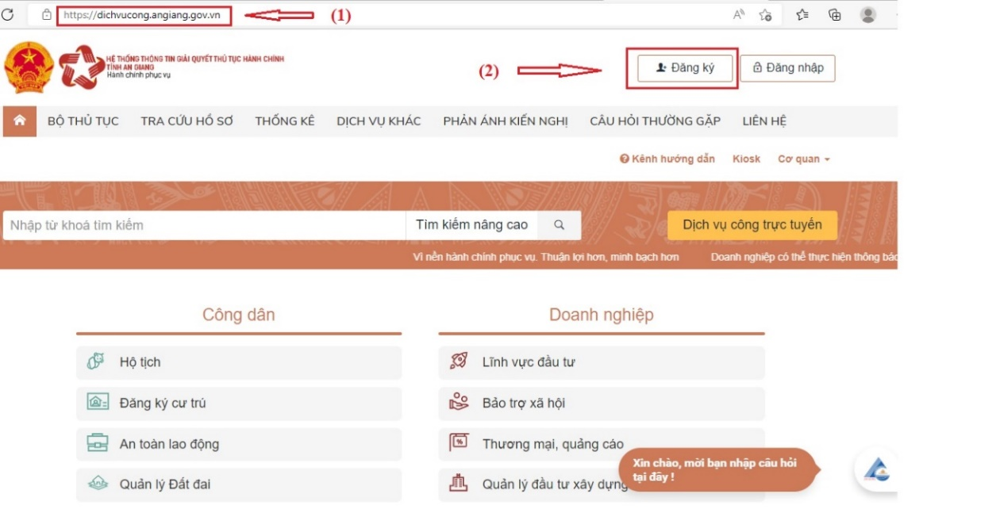 https://dichvucong.angiang.gov.vn
(1)
HỆ THỐNG THÔNG TIN GIẢI QUYẾT THỦ TỤC HÀNH CHÍNH
TỈNH AN GIANG
Hành chính phục vụ
(2)
Đăng ký
Đăng nhập
BỘ THỦ TỤC TRA CỨU HỒ SƠ THỐNG KÊ DỊCH VỤ KHÁC PHẢN ÁNH KIẾN NGHỊ CÂU HỎI THƯỜNG GẶP LIÊN HỆ
Kênh hướng dẫn Kiosk Cơ quan
Nhập từ khoá tìm kiếm Tìm kiếm nâng cao Dịch vụ công trực tuyến
Vì nền hành chính phục vụ. Thuận lợi hơn, minh bạch hơn Doanh nghiệp có thể thực hiện thông báo
Công dân Doanh nghiệp
Hộ tịch Lĩnh vực đầu tư
Đăng ký cư trú Bảo trợ xã hội
An toàn lao động Thương mại, quảng cáo
Quản lý Đất đai Quản lý đầu tư xây dựng
Xin chào, mời bạn nhập câu hỏi
tại đây !